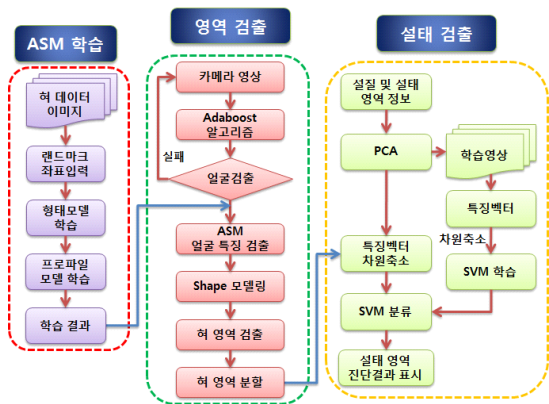 ASM 학습
혀 데이터
이미지
랜드마크
좌표입력
형태모델
학습
프로파일
모델 학습
학습 결과
영역 검출
카메라 영상
Adaboost
알고리즘
실패
얼굴검출
ASM
얼굴 특징 검출
Shape 모델링
혀 영역 검출
혀 영역 분할
설태 검출
설질 및 설태
영역 정보
PCA
학습영상
특징벡터
차원축소
특징벡터
차원축소
SVM 학습
SVM 분류
설태 영역
진단결과 표시